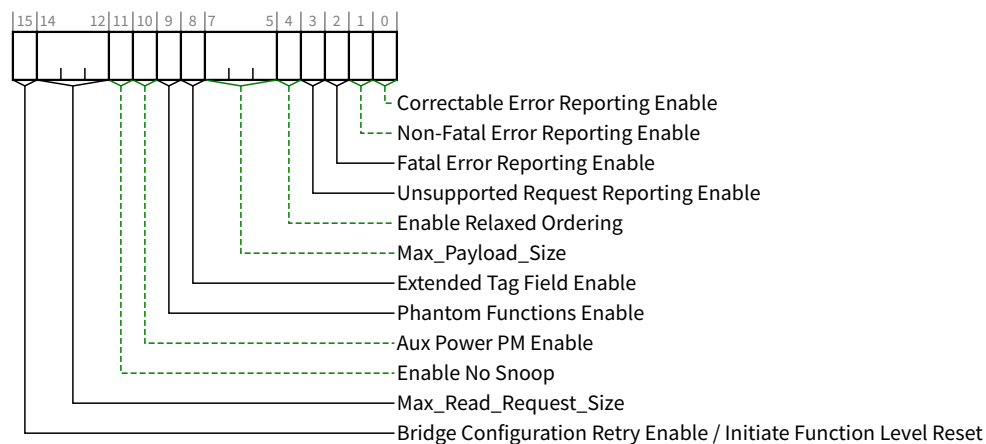 15 14 12 11 10 9 8 7 5 4 3 2 1 0
Correctable Error Reporting Enable
Non-Fatal Error Reporting Enable
Fatal Error Reporting Enable
Unsupported Request Reporting Enable
Enable Relaxed Ordering
Max_Payload_Size
Extended Tag Field Enable
Phantom Functions Enable
Aux Power PM Enable
Enable No Snoop
Max_Read_Request_Size
Bridge Configuration Retry Enable / Initiate Function Level Reset